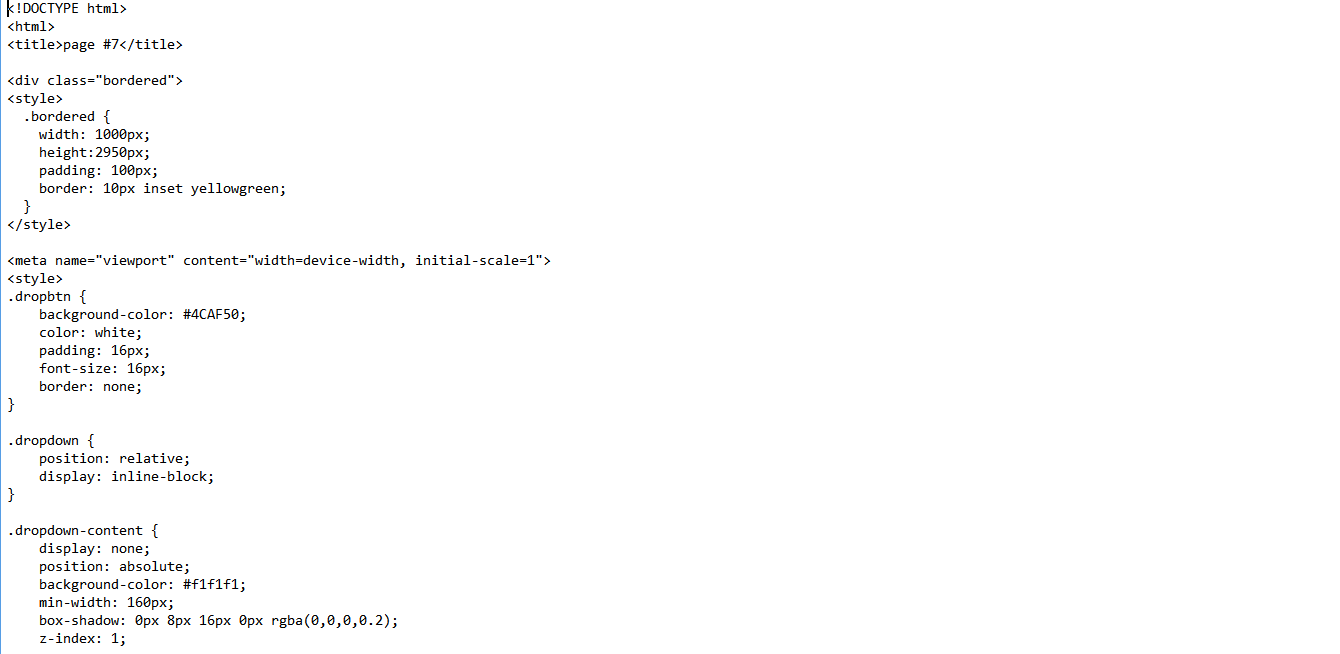 <!DOCTYPE html>
<html>
<title>page #7</title>

<div class="bordered">
<style>
  .bordered {
    width: 1000px;
    height:2950px;
    padding: 100px;
    border: 10px inset yellowgreen;
  }
</style>

<meta name="viewport" content="width=device-width, initial-scale=1">
<style>
.dropbtn {
    background-color: #4CAF50;
    color: white;
    padding: 16px;
    font-size: 16px;
    border: none;
}

.dropdown {
    position: relative;
    display: inline-block;
}

.dropdown-content {
    display: none;
    position: absolute;
    background-color: #f1f1f1;
    min-width: 160px;
    box-shadow: 0px 8px 16px 0px rgba(0,0,0,0.2);
    z-index: 1;